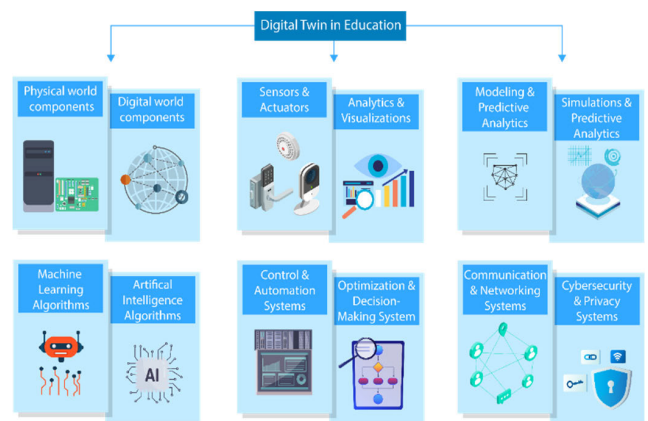 Digital Twin in Education
Physical world
components
Digital world
components
Sensors &
Actuators
Analytics &
Visualizations
Modeling &
Predictive
Analytics
Simulations &
Predictive
Analytics
Machine
Learning
Algorithms
Artifical
Intelligence
Algorithms
AI
Control &
Automation
Systems
Optimization &
Decision-
Making System
Communication
& Networking
Systems
Cybersecurity
& Privacy
Systems